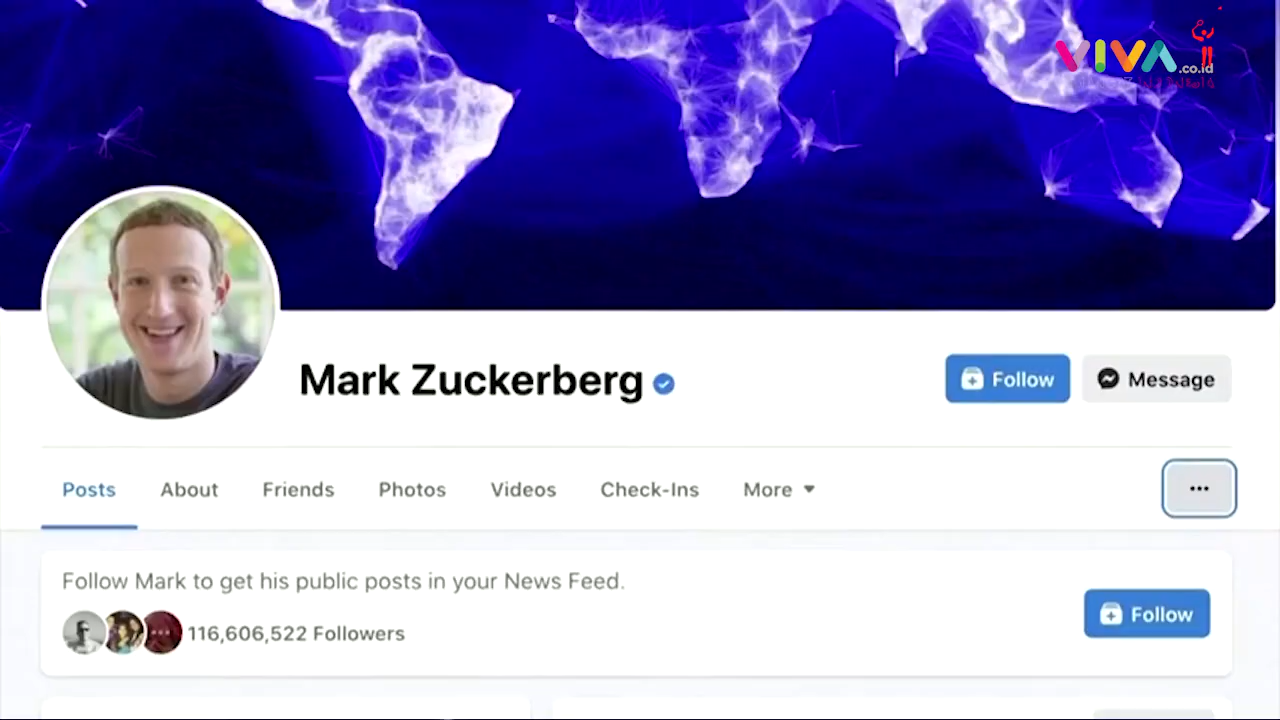 VIVA.co.id
Mark Zuckerberg
Follow
Message
Posts
About
Friends
Photos
Videos
Check-Ins
More
Follow Mark to get his public posts in your News Feed.
116,606,522 Followers
Follow